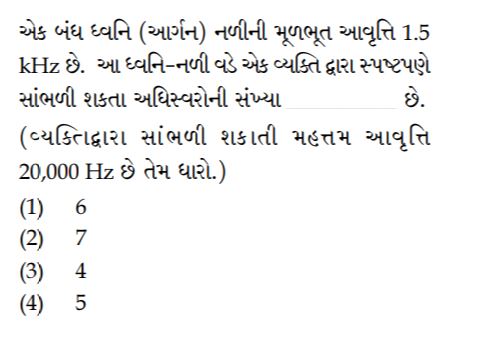 એક બંધ ધ્વનિ (આર્ગન) નળીની મૂળભૂત આવૃત્તિ 1.5
kHz છે. આ ધ્વનિ-નળી વડે એક વ્યક્તિ દ્વારા સ્પષ્ટપણે
સાંભળી શકતા અધિસ્વરોની સંખ્યા ____________ છે.
(વ્યક્તિદ્વારા સાંભળી શકાતી મહત્તમ આવૃત્તિ
20,000 Hz છે તેમ ધારો.)
(1) 6
(2) 7
(3) 4
(4) 5